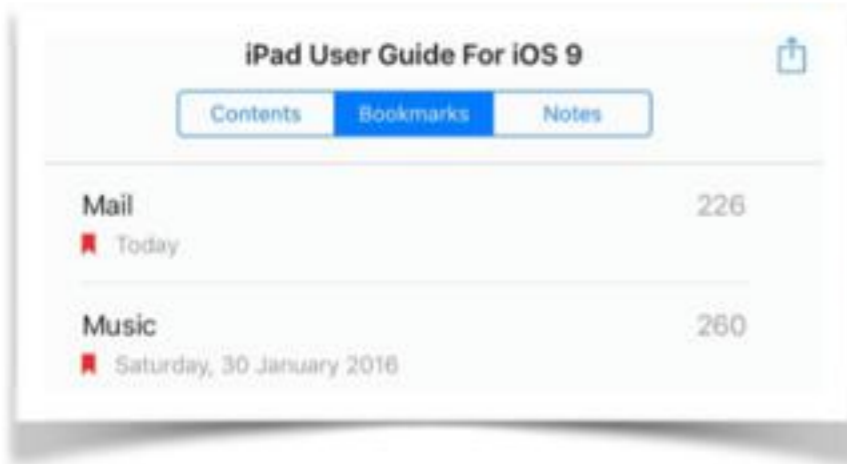 iPad User Guide For iOS 9
Contents Bookmarks Notes
Mail 226
Today
Music 260
Saturday, 30 January 2016